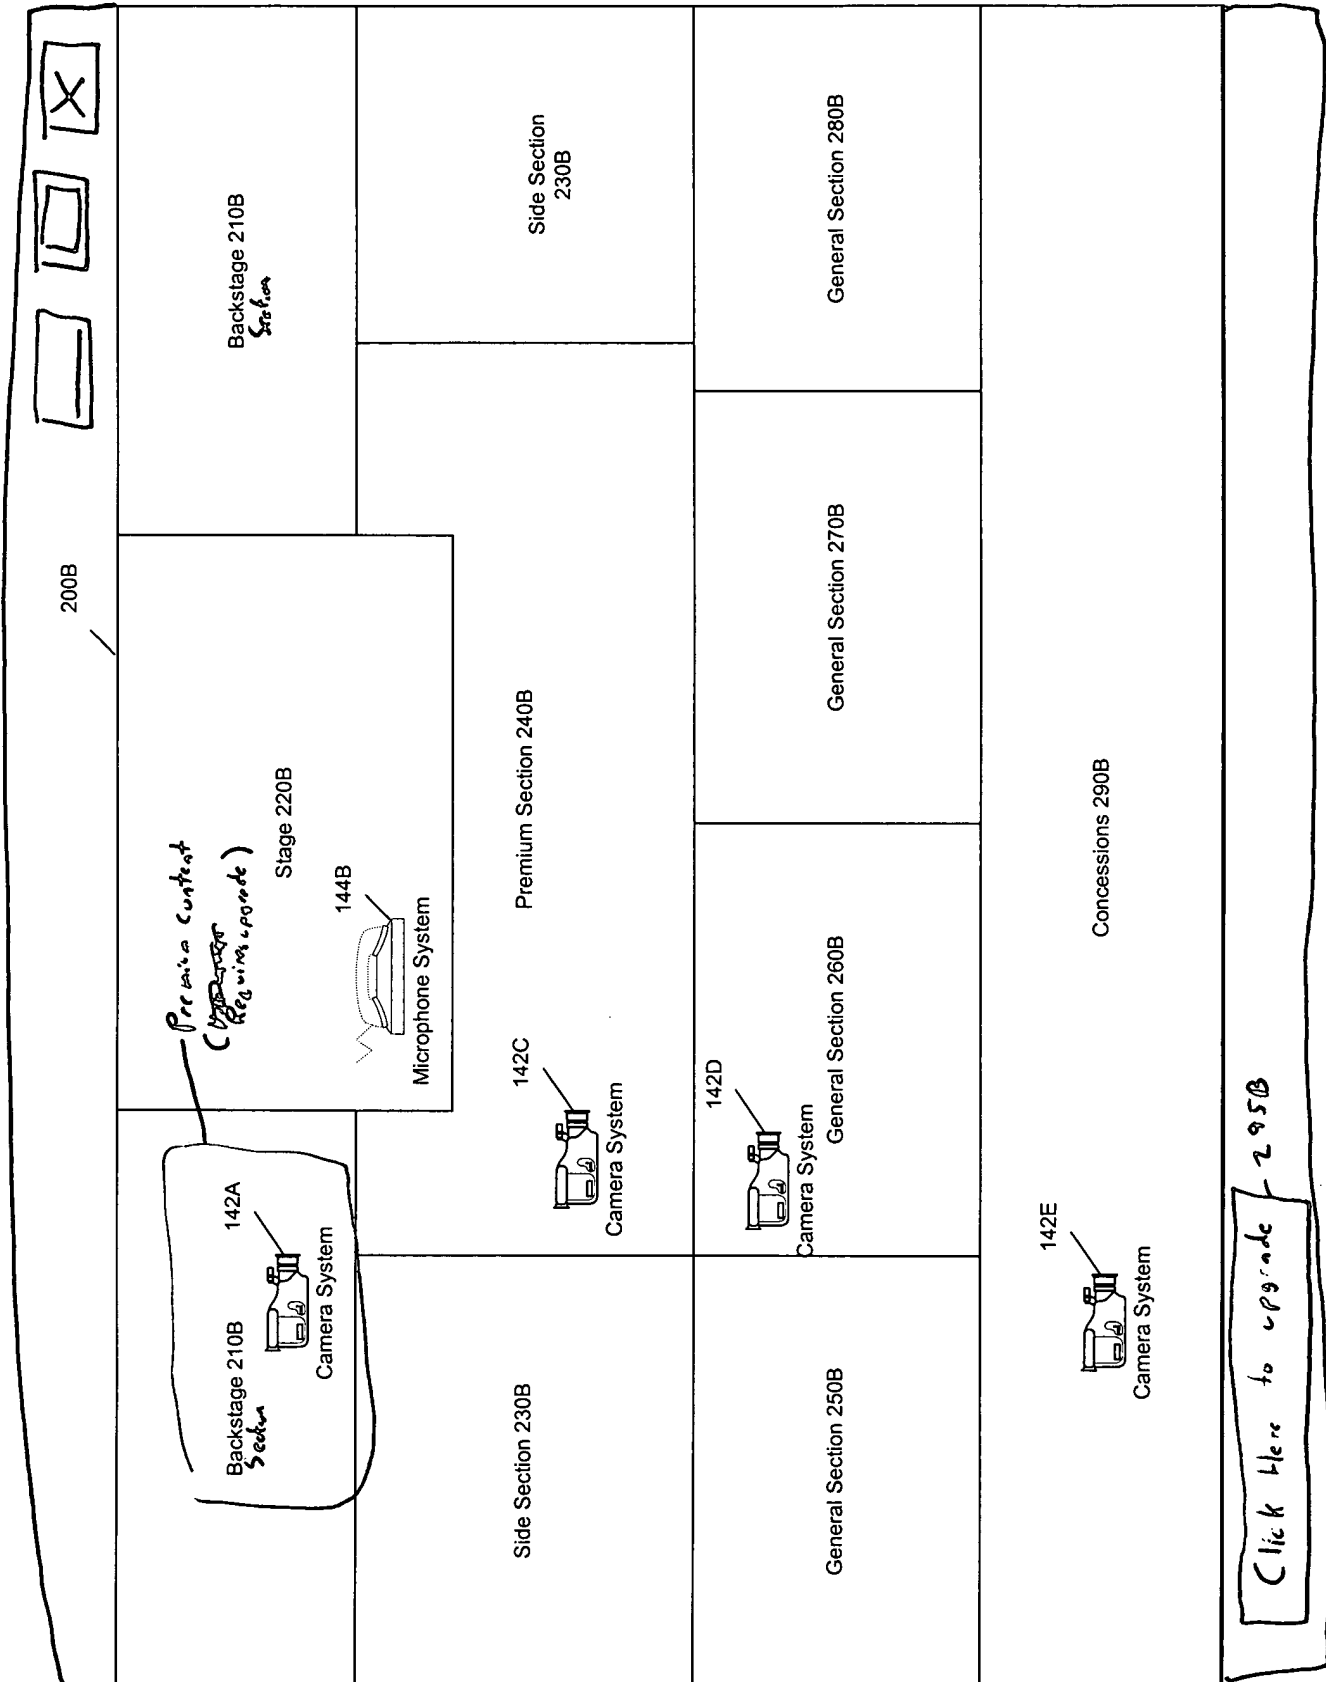 200B
Premium Content
(Requires upgrade)
Backstage 210B
Section
142A
Camera System
Stage 220B
144B
Microphone System
Backstage 210B
Section
Side Section 230B
142C
Camera System
Premium Section 240B
Side Section
230B
General Section 250B
142D
Camera System
General Section 260B
General Section 270B
General Section 280B
142E
Camera System
Concessions 290B
Click Here to upgrade
295B